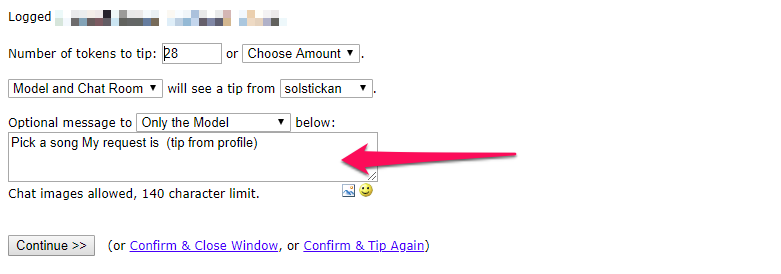 Logged
Number of tokens to tip: 28 or Choose Amount .
Model and Chat Room will see a tip from solstickan .
Optional message to Only the Model below:
Pick a song My request is  (tip from profile)
Chat images allowed, 140 character limit.
Continue >> (or Confirm & Close Window, or Confirm & Tip Again)